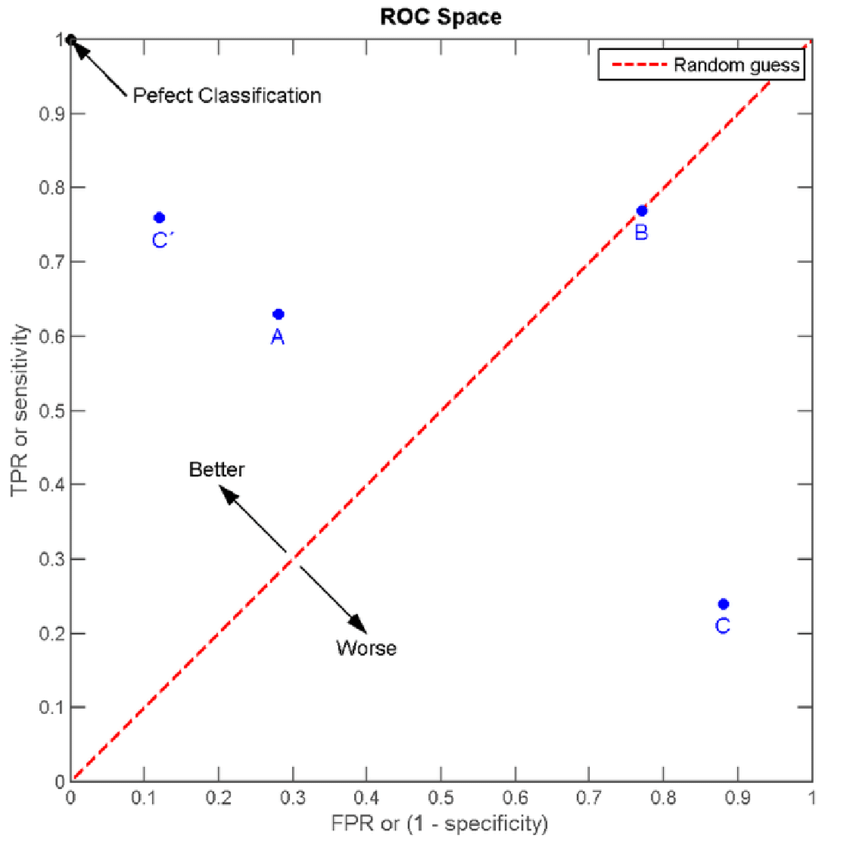 ROC Space
1
Random guess
Pefect Classification
0.9
0.8
C´
B
0.7
A
0.6
TPR or sensitivity
0.5
Better
0.4
0.3
C
0.2
Worse
0.1
0
0 0.1 0.2 0.3 0.4 0.5 0.6 0.7 0.8 0.9 1
FPR or (1 - specificity)